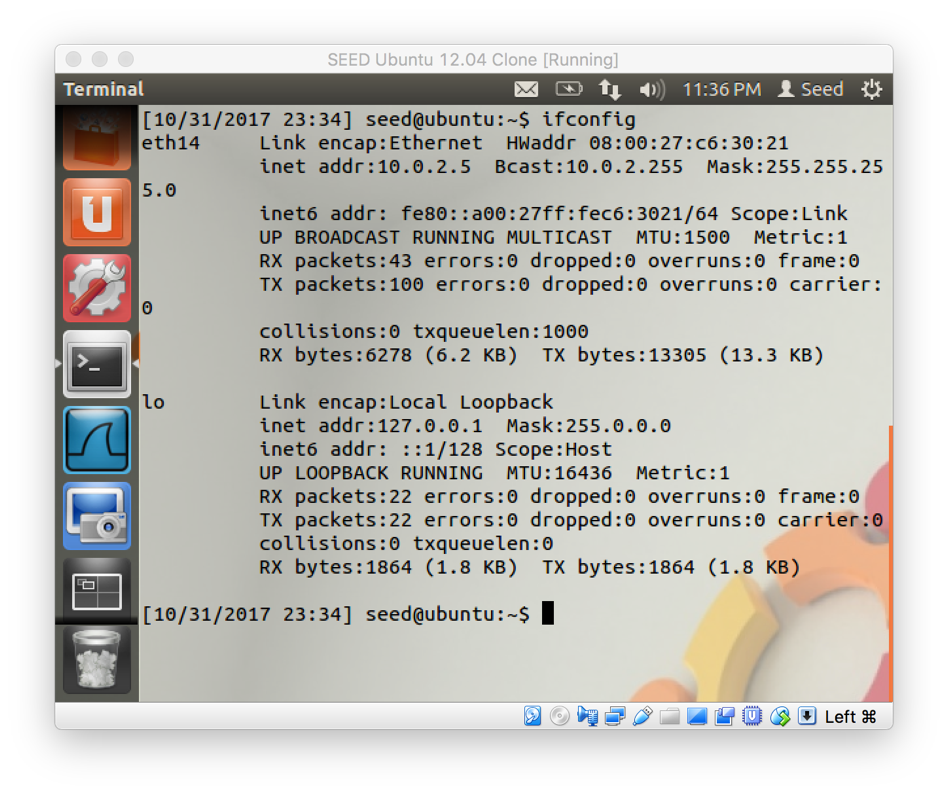 SEED Ubuntu 12.04 Clone [Running]
Terminal 11:36 PM Seed
[10/31/2017 23:34] seed@ubuntu:~$ ifconfig
eth14 Link encap:Ethernet HWaddr 08:00:27:c6:30:21
inet addr:10.0.2.5 Bcast:10.0.2.255 Mask:255.255.25
5.0
inet6 addr: fe80::a00:27ff:fec6:3021/64 Scope:Link
UP BROADCAST RUNNING MULTICAST MTU:1500 Metric:1
RX packets:43 errors:0 dropped:0 overruns:0 frame:0
TX packets:100 errors:0 dropped:0 overruns:0 carrier:
0
collisions:0 txqueuelen:1000
RX bytes:6278 (6.2 KB) TX bytes:13305 (13.3 KB)
lo Link encap:Local Loopback
inet addr:127.0.0.1 Mask:255.0.0.0
inet6 addr: ::1/128 Scope:Host
UP LOOPBACK RUNNING MTU:16436 Metric:1
RX packets:22 errors:0 dropped:0 overruns:0 frame:0
TX packets:22 errors:0 dropped:0 overruns:0 carrier:0
collisions:0 txqueuelen:0
RX bytes:1864 (1.8 KB) TX bytes:1864 (1.8 KB)
[10/31/2017 23:34] seed@ubuntu:~$
Left ⌘